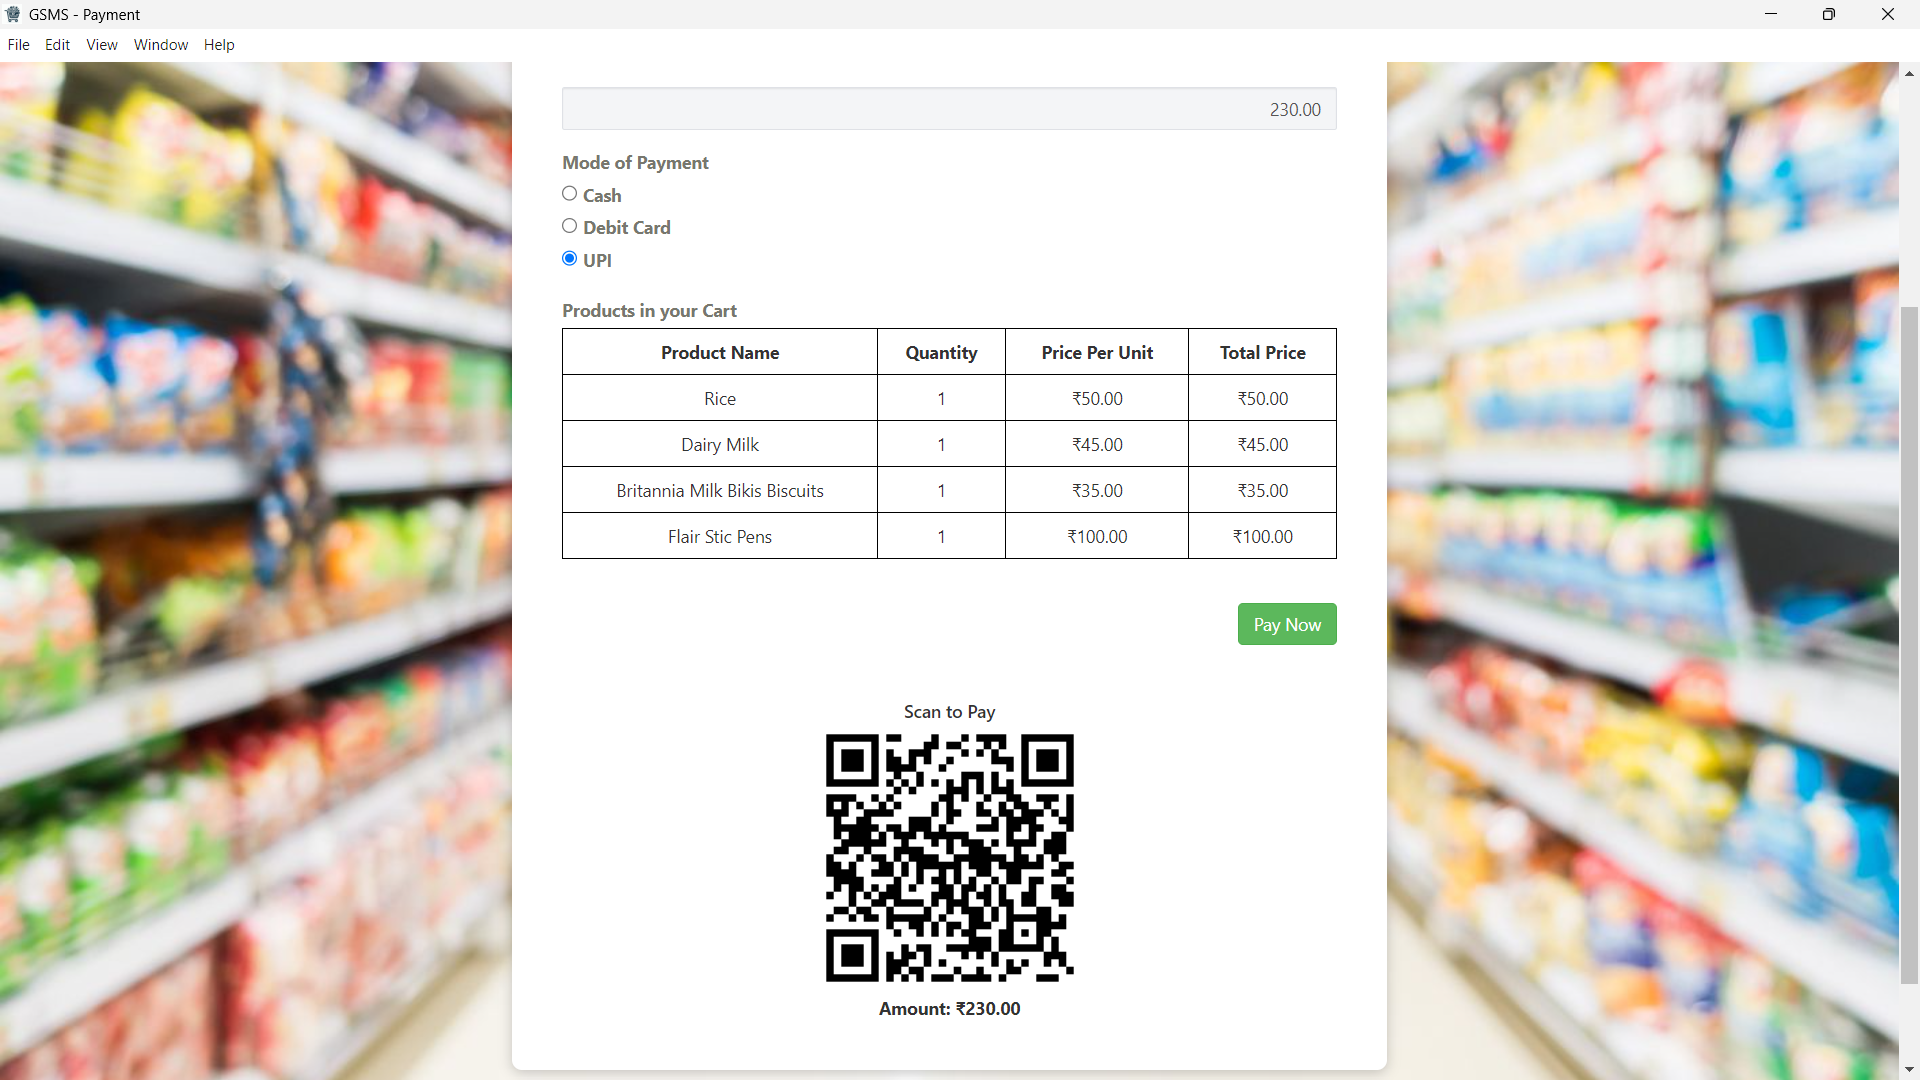 GSMS - Payment
File Edit View Window Help
230.00
Mode of Payment
Cash
Debit Card
UPI
Products in your Cart
Product Name Quantity Price Per Unit Total Price
Rice 1 ₹50.00 ₹50.00
Dairy Milk 1 ₹45.00 ₹45.00
Britannia Milk Bikis Biscuits 1 ₹35.00 ₹35.00
Flair Stic Pens 1 ₹100.00 ₹100.00
Pay Now
Scan to Pay
Amount: ₹230.00